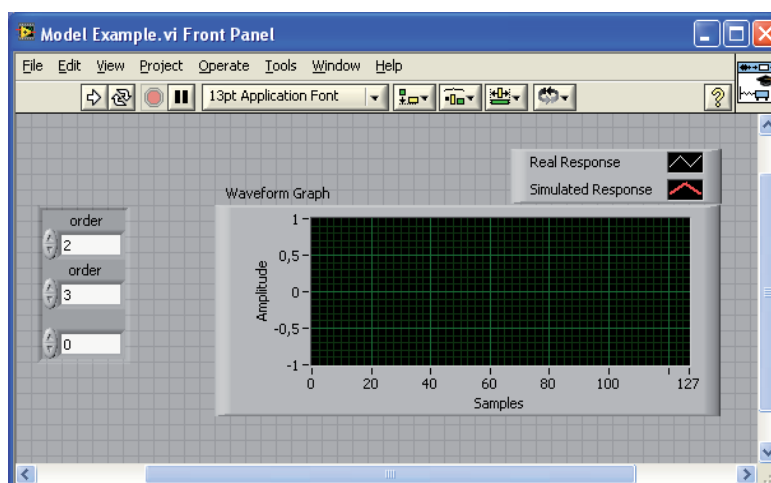 Model Example.vi Front Panel
File Edit View Project Operate Tools Window Help
13pt Application Font
Real Response
Simulated Response
Waveform Graph
order
2
order
3
0
Amplitude
1
0,5
0
-0,5
-1
0 20 40 60 80 100 127
Samples